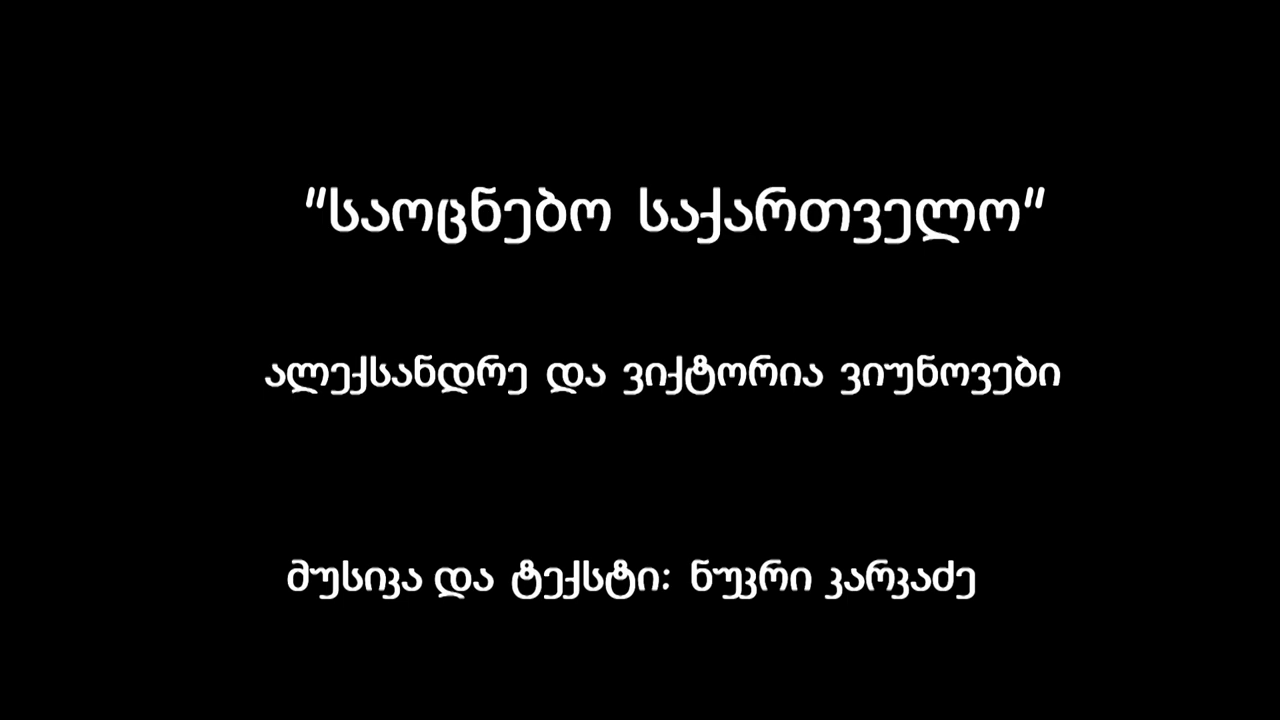 "საოცნებო საქართველო"
ალექსანდრე და ვიქტორია ვიუნოვები
მუსიკა და ტექსტი: ნუკრი კარკაძე